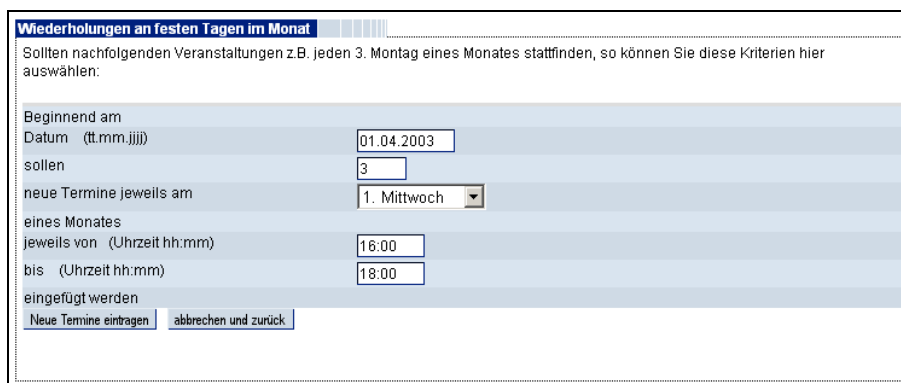 Wiederholungen an festen Tagen im Monat
Sollten nachfolgenden Veranstaltungen z.B. jeden 3. Montag eines Monates stattfinden, so können Sie diese Kriterien hier
auswählen:
Beginnend am
Datum (tt.mm.jjjj) 01.04.2003
sollen 3
neue Termine jeweils am 1. Mittwoch
eines Monates
jeweils von (Uhrzeit hh:mm) 16:00
bis (Uhrzeit hh:mm) 18:00
eingefügt werden
Neue Termine eintragen abbrechen und zurück